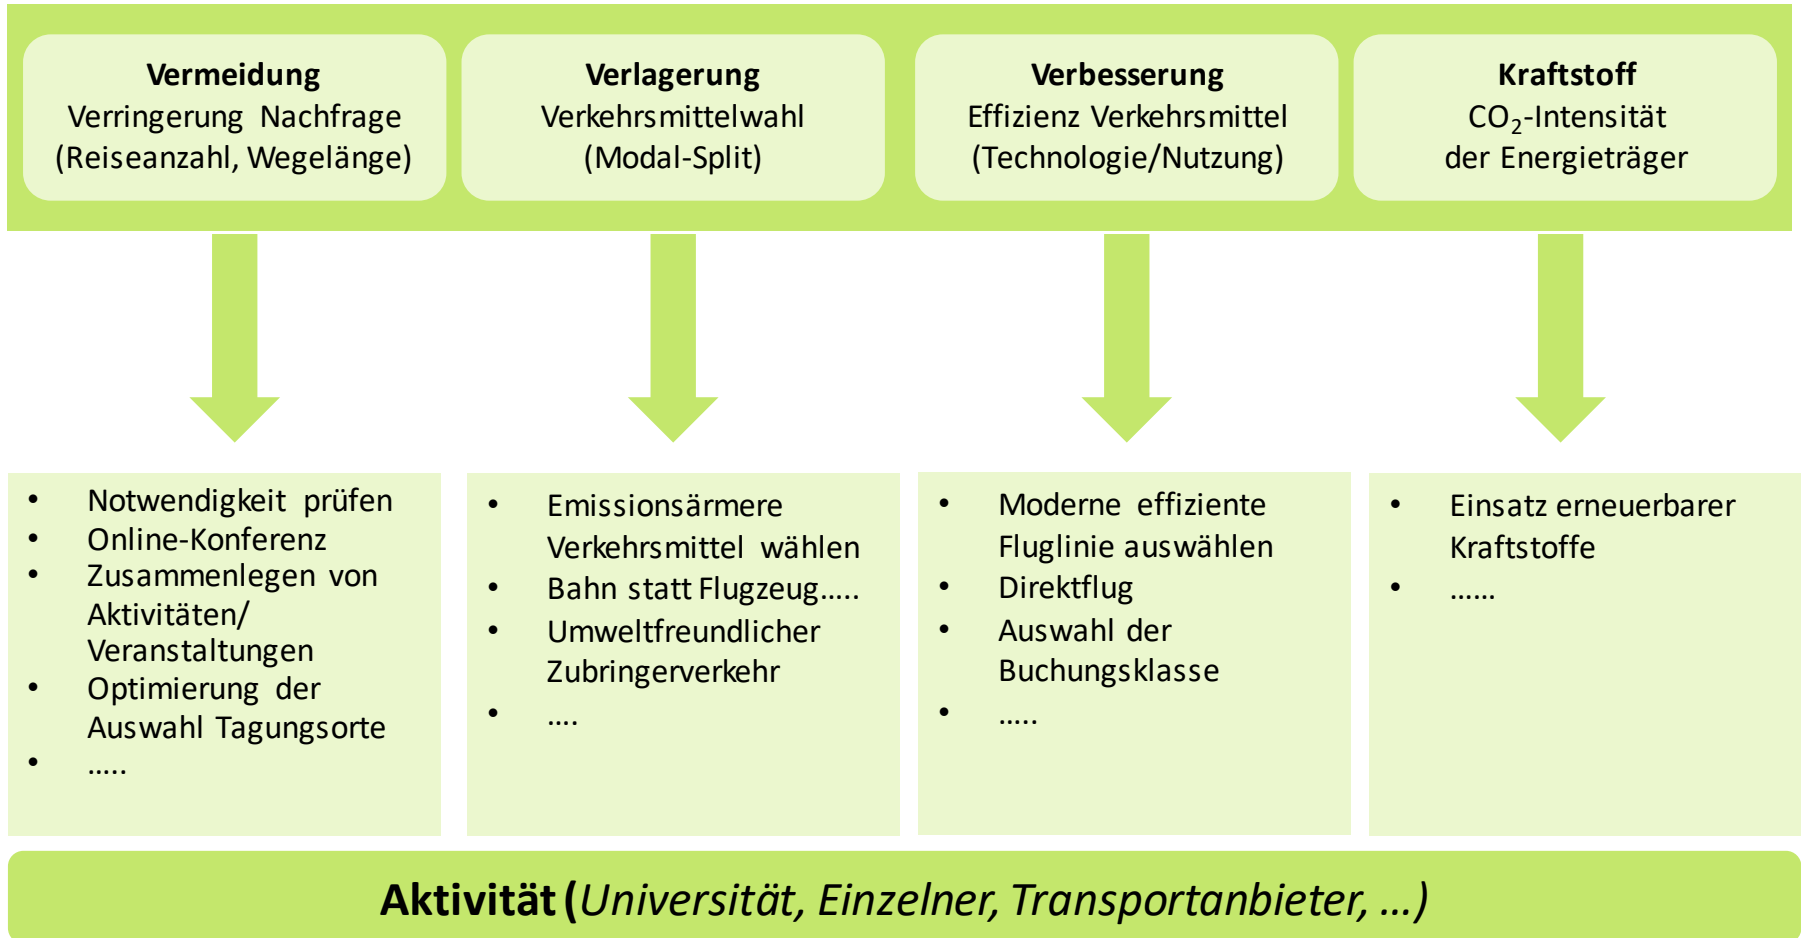 Vermeidung
Verringerung Nachfrage
(Reiseanzahl, Wegelänge)
Verlagerung
Verkehrsmittelwahl
(Modal-Split)
Verbesserung
Effizienz Verkehrsmittel
(Technologie/Nutzung)
Kraftstoff
CO₂-Intensität
der Energieträger
• Notwendigkeit prüfen
• Online-Konferenz
• Zusammenlegen von
Aktivitäten/
Veranstaltungen
• Optimierung der
Auswahl Tagungsorte
• …..
• Emissionsärmere
Verkehrsmittel wählen
• Bahn statt Flugzeug…..
• Umweltfreundlicher
Zubringerverkehr
• ….
• Moderne effiziente
Fluglinie auswählen
• Direktflug
• Auswahl der
Buchungsklasse
• …..
• Einsatz erneuerbarer
Kraftstoffe
• ……
Aktivität (Universität, Einzelner, Transportanbieter, …)